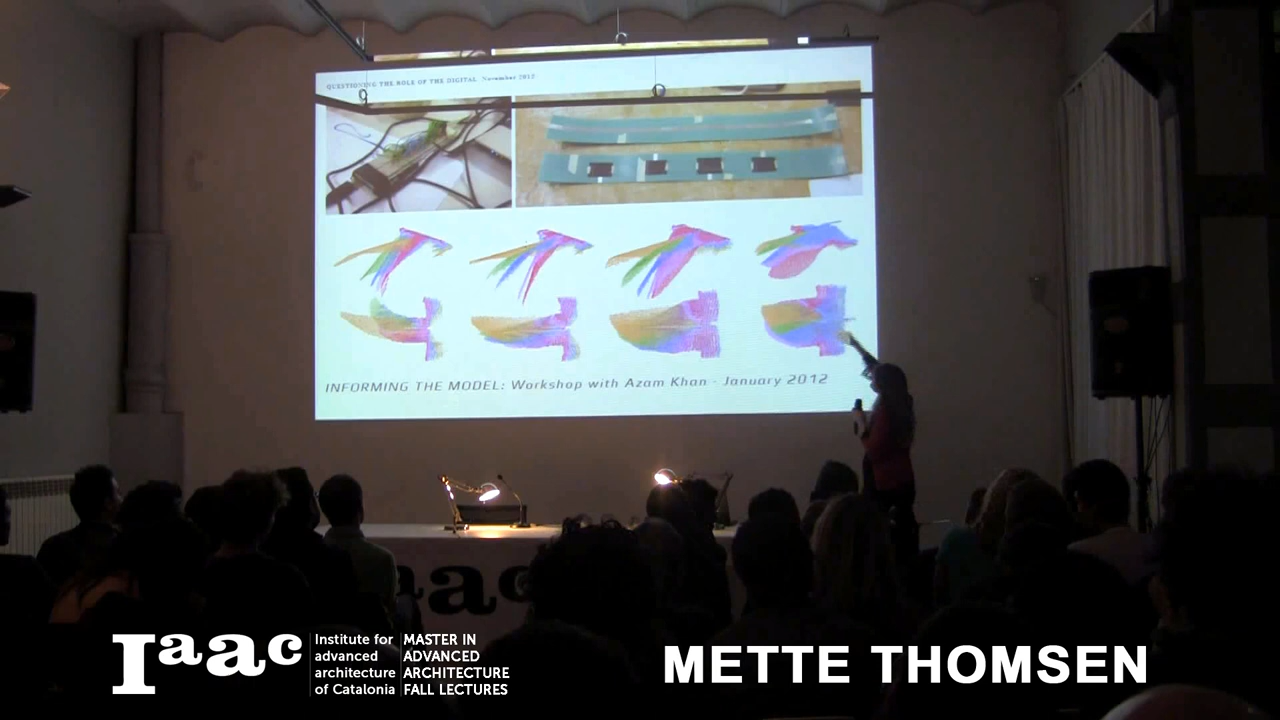 QUESTIONING THE ROLE OF THE DIGITAL November 2012
INFORMING THE MODEL: Workshop with Azam Khan - January 2012
aac
Iaac
Institute for
advanced
architecture
of Catalonia
MASTER IN
ADVANCED
ARCHITECTURE
FALL LECTURES
METTE THOMSEN